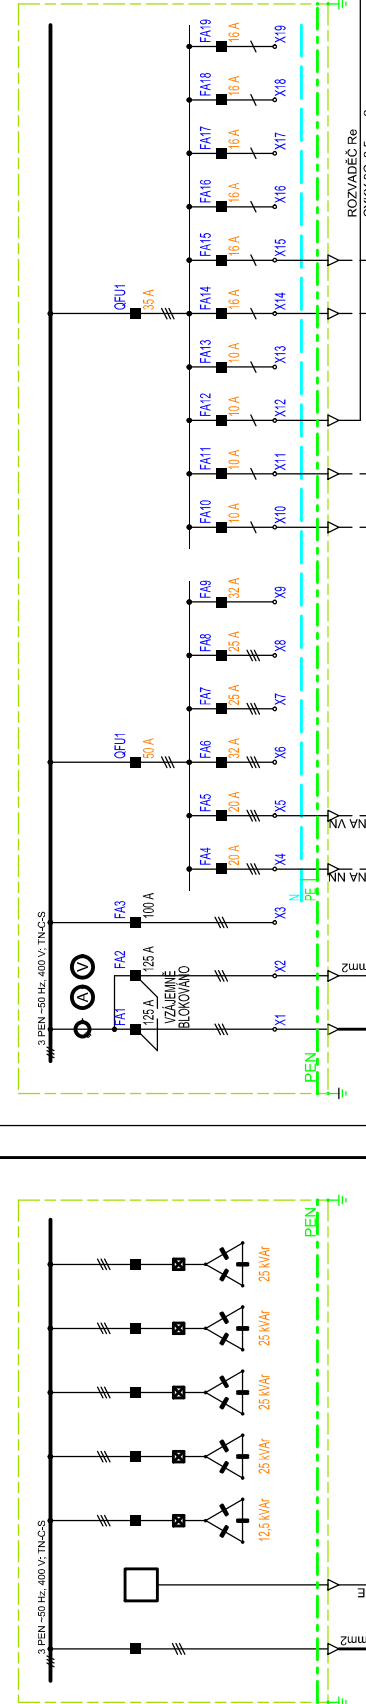 3 PEN ~50 Hz, 400 V; TN-C-S
A
V
FA1
125 A
FA2
125 A
VZÁJEMNĚ
BLOKOVÁNO
FA3
100 A
QFU1
50 A
QFU1
35 A
FA4
20 A
FA5
20 A
FA6
32 A
FA7
25 A
FA8
25 A
FA9
32 A
FA10
10 A
FA11
10 A
FA12
10 A
FA13
10 A
FA14
16 A
FA15
16 A
FA16
16 A
FA17
16 A
FA18
16 A
FA19
16 A
X1
X2
X3
X4
X5
X6
X7
X8
X9
X10
X11
X12
X13
X14
X15
X16
X17
X18
X19
N
PE
PEN
mm2
NA NN
NA VN
ROZVADĚČ Re
3 PEN ~50 Hz, 400 V; TN-C-S
12,5 kVAr
25 kVAr
25 kVAr
25 kVAr
25 kVAr
PEN
mm2
m